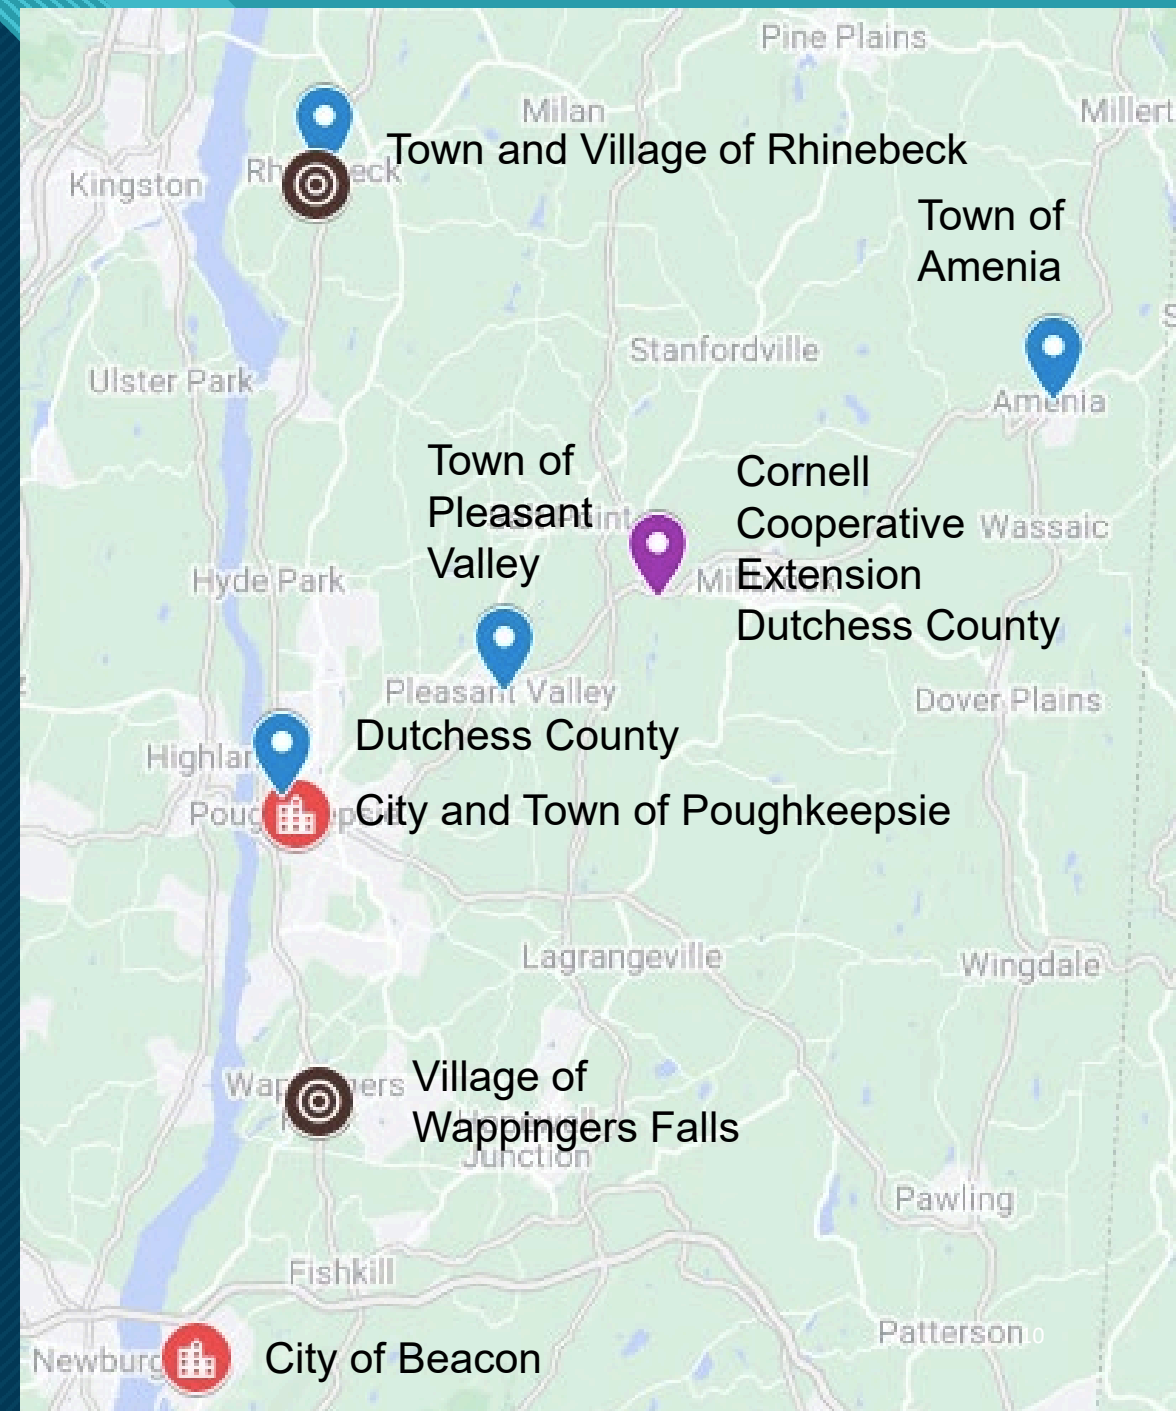 Pine Plains
Milan
Millert
Town and Village of Rhinebeck
Kingston
Town of
Amenia
Stanfordville
Ulster Park
Amenia
Town of
Pleasant
Valley
Cornell
Cooperative
Extension
Dutchess County
Wassaic
Hyde Park
Pleasant Valley
Dover Plains
Dutchess County
City and Town of Poughkeepsie
Lagrangeville
Wingdale
Village of
Wappingers Falls
Junction
Pawling
Fishkill
Patterson
10
City of Beacon